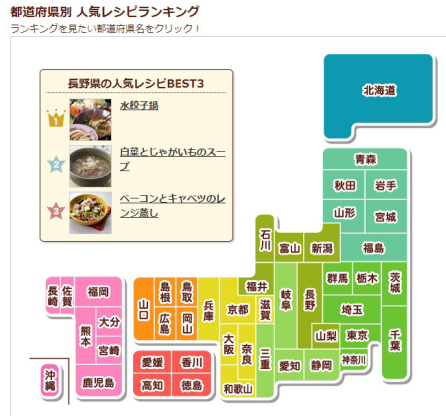 都道府県別 人気レシピランキング
ランキングを見たい都道府県名をクリック！
長野県の人気レシピBEST3
1
水餃子鍋
2
白菜とじゃがいものスー
プ
3
ベーコンとキャベツのレ
ンジ蒸し
北海道
青森
秋田
岩手
山形
宮城
福島
石川
富山
新潟
福井
岐阜
長野
群馬
栃木
茨城
埼玉
山梨
東京
千葉
神奈川
愛知
静岡
三重
滋賀
京都
兵庫
大阪
奈良
和歌山
鳥取
島根
岡山
広島
山口
愛媛
香川
高知
徳島
福岡
佐賀
長崎
熊本
大分
宮崎
鹿児島
沖縄